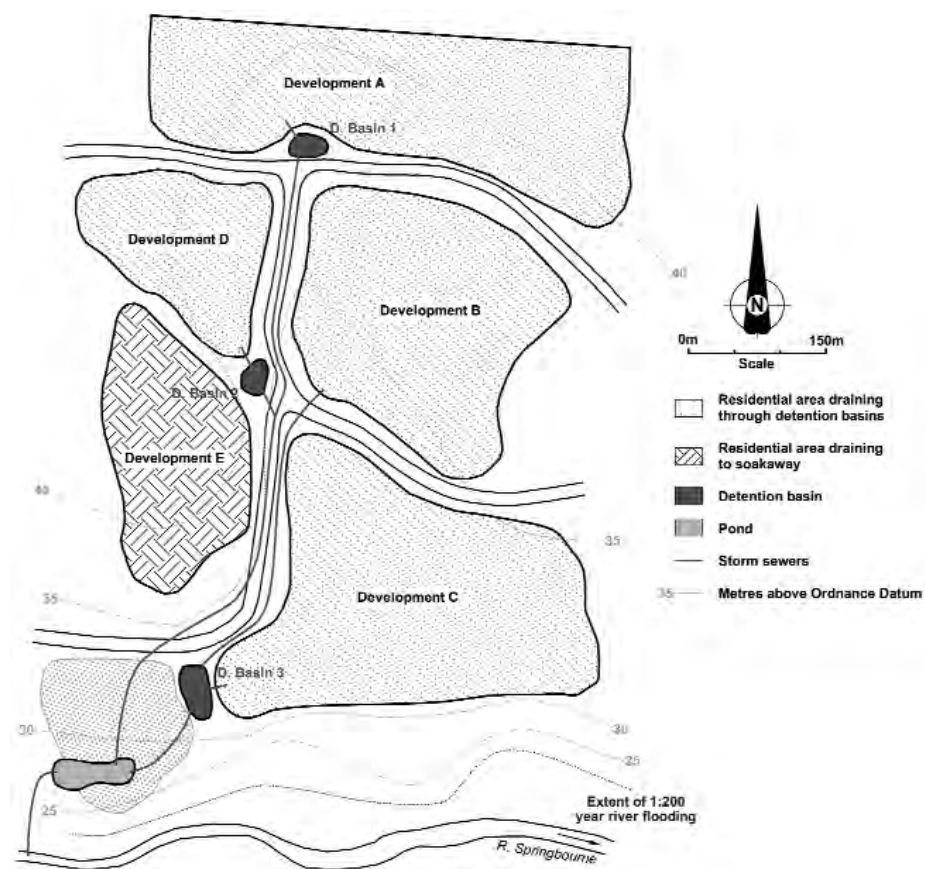 Development A
D. Basin 1
Development D
Development B
40
N
0m 150m
Scale
D. Basin 2
Development E
Residential area draining
through detention basins
Residential area draining
to soakaway
Detention basin
Pond
Storm sewers
35 Metres above Ordnance Datum
40
35
35
Development C
D. Basin 3
30
30
25
25
Extent of 1:200
year river flooding
R. Springbourne